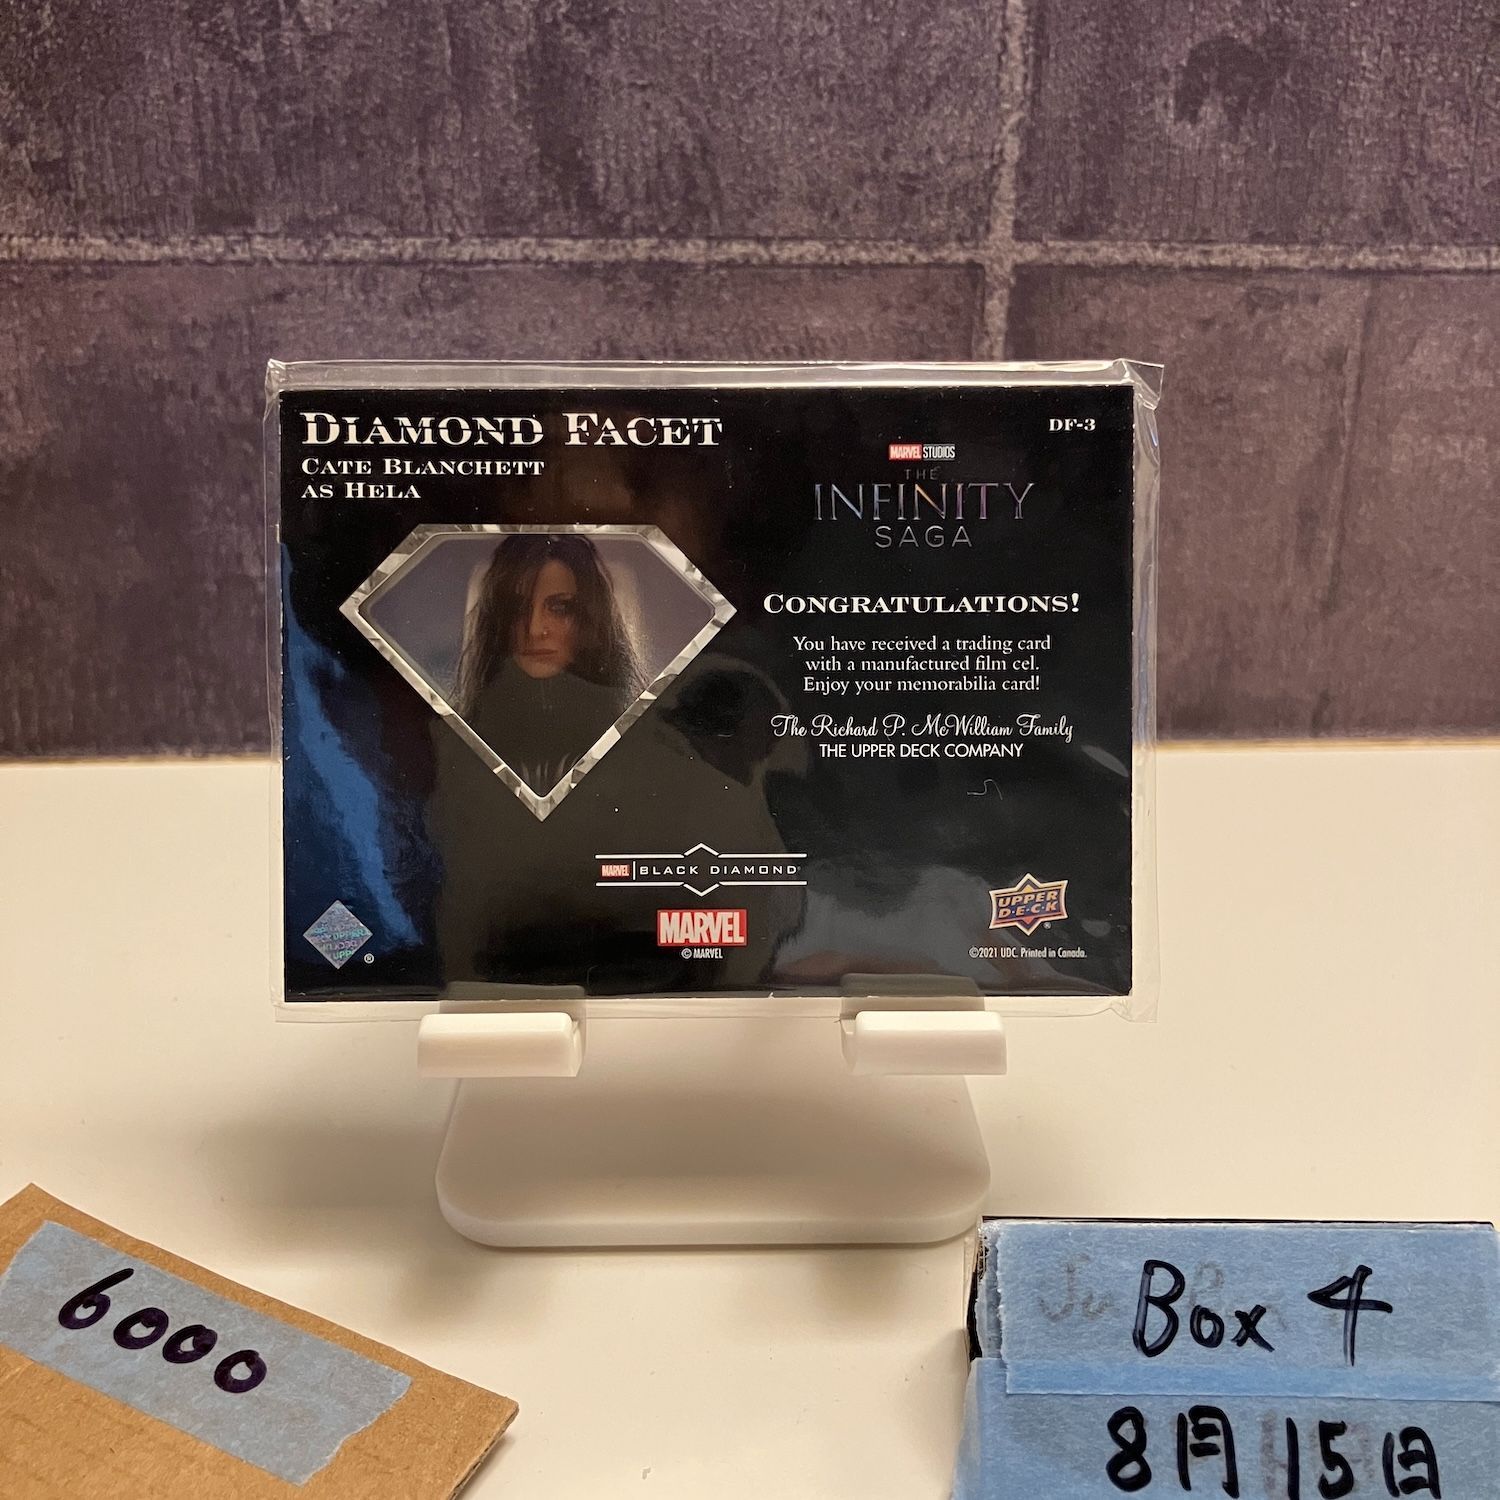 DIAMOND FACET
CATE BLANCHETT
AS HELA
DF-3
MARVEL STUDIOS
THE
INFINITY
SAGA
CONGRATULATIONS!
You have received a trading card
with a manufactured film cel.
Enjoy your memorabilia card!
The Richard P. McWilliam Family
THE UPPER DECK COMPANY
MARVEL BLACK DIAMOND
MARVEL
© MARVEL
UPPER
D·E·C·K
®
©2021 UDC. Printed in Canada.
®
6000
Box 4
8月15日